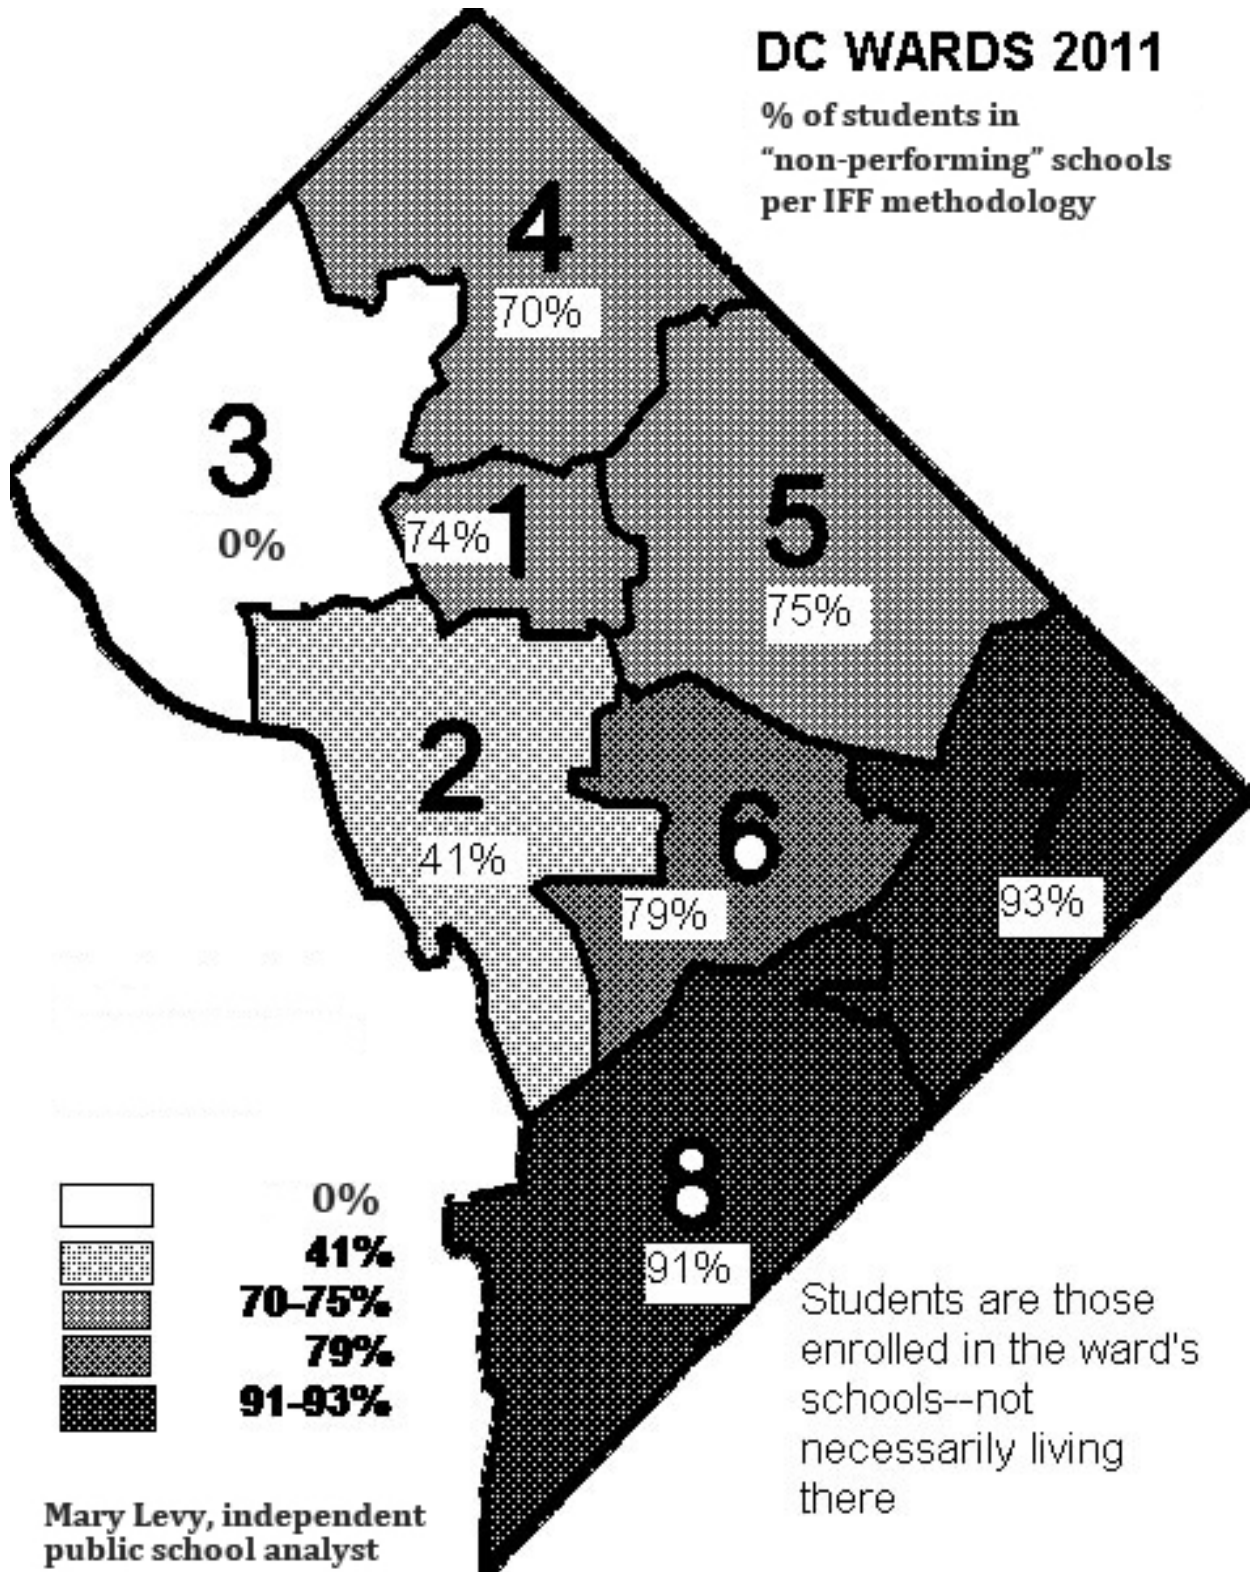 DC WARDS 2011
% of students in
“non-performing” schools
per IFF methodology
4
70%
3
0%
1
74%
5
75%
2
41%
6
79%
7
93%
8
91%
0%
41%
70-75%
79%
91-93%
Students are those
enrolled in the ward's
schools--not
necessarily living
there
Mary Levy, independent
public school analyst